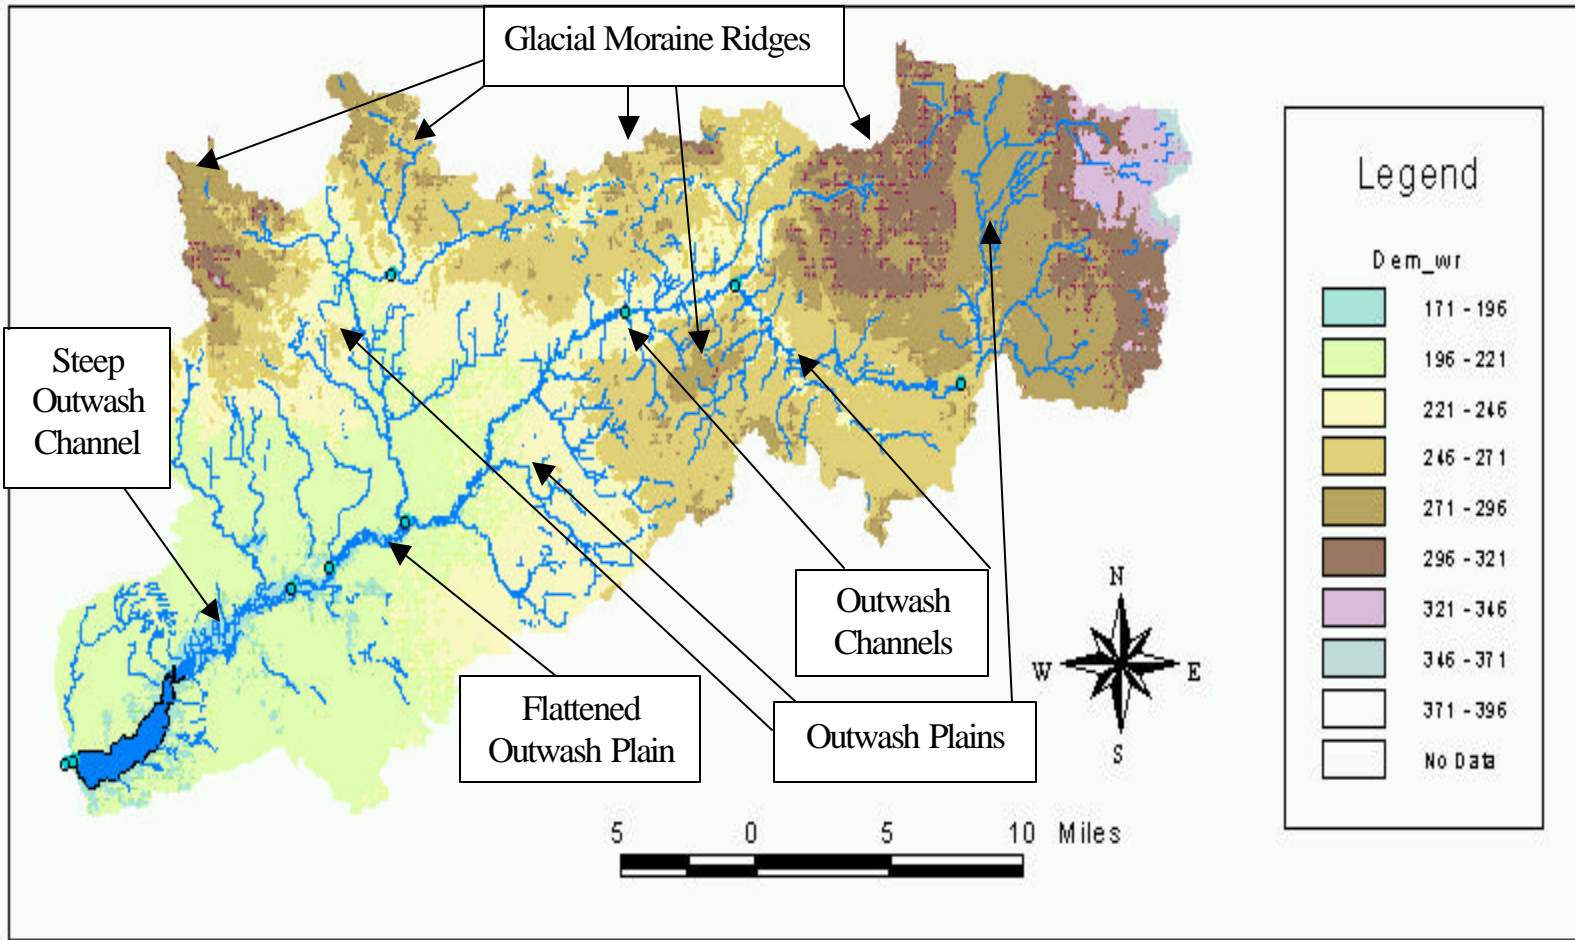 Glacial Moraine Ridges
Legend
Dem_wr
171 - 196
196 - 221
221 - 246
246 - 271
271 - 296
296 - 321
321 - 346
346 - 371
371 - 396
No Data
Steep
Outwash
Channel
Outwash
Channels
Flattened
Outwash Plain
Outwash Plains
N
W
E
S
5 0 5 10 Miles